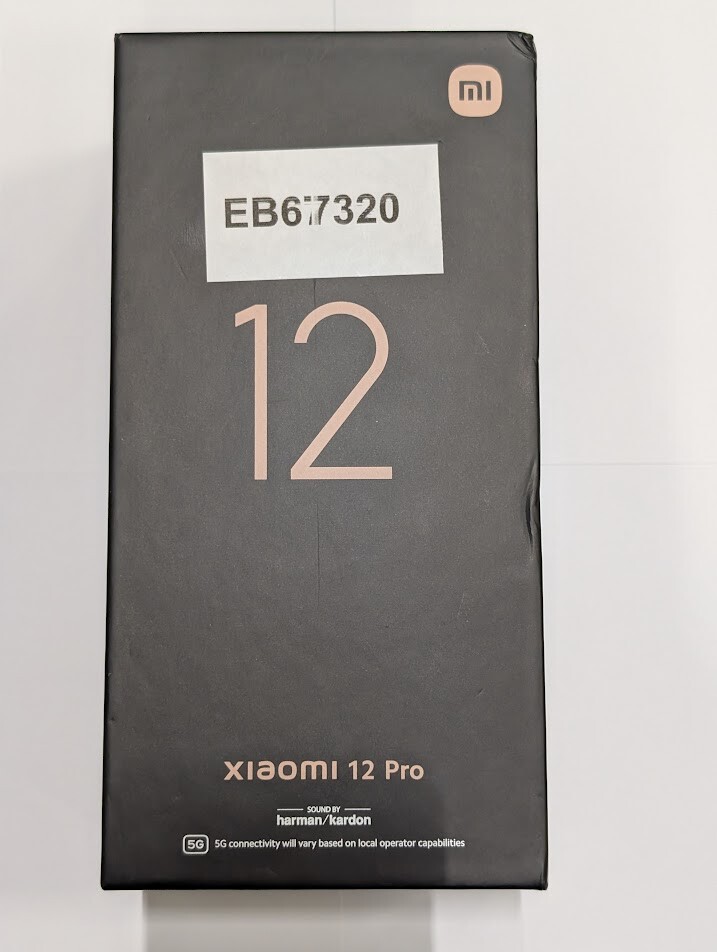 mi
EB67320
12
xiaomi 12 Pro
SOUND BY
harman/kardon
5G 5G connectivity will vary based on local operator capabilities